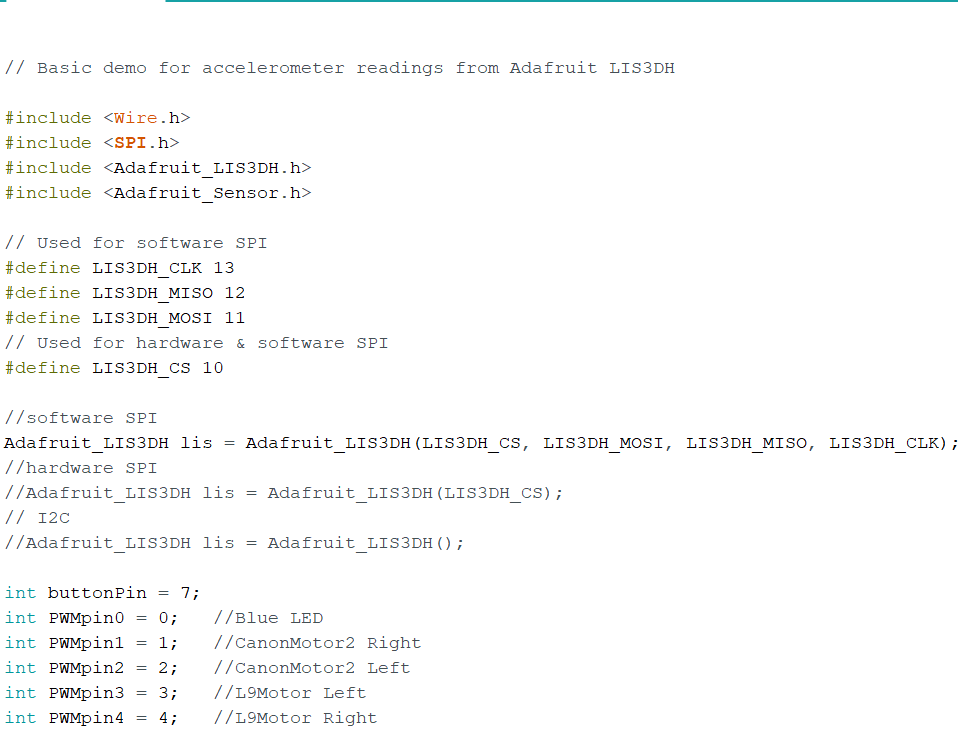 // Basic demo for accelerometer readings from Adafruit LIS3DH
#include <Wire.h>
#include <SPI.h>
#include <Adafruit_LIS3DH.h>
#include <Adafruit_Sensor.h>
// Used for software SPI
#define LIS3DH_CLK 13
#define LIS3DH_MISO 12
#define LIS3DH_MOSI 11
// Used for hardware & software SPI
#define LIS3DH_CS 10
//software SPI
Adafruit_LIS3DH lis = Adafruit_LIS3DH(LIS3DH_CS, LIS3DH_MOSI, LIS3DH_MISO, LIS3DH_CLK);
//hardware SPI
//Adafruit_LIS3DH lis = Adafruit_LIS3DH(LIS3DH_CS);
// I2C
//Adafruit_LIS3DH lis = Adafruit_LIS3DH();
int buttonPin = 7;
int PWMpin0 = 0;   //Blue LED
int PWMpin1 = 1;   //CanonMotor2 Right
int PWMpin2 = 2;   //CanonMotor2 Left
int PWMpin3 = 3;   //L9Motor Left
int PWMpin4 = 4;   //L9Motor Right